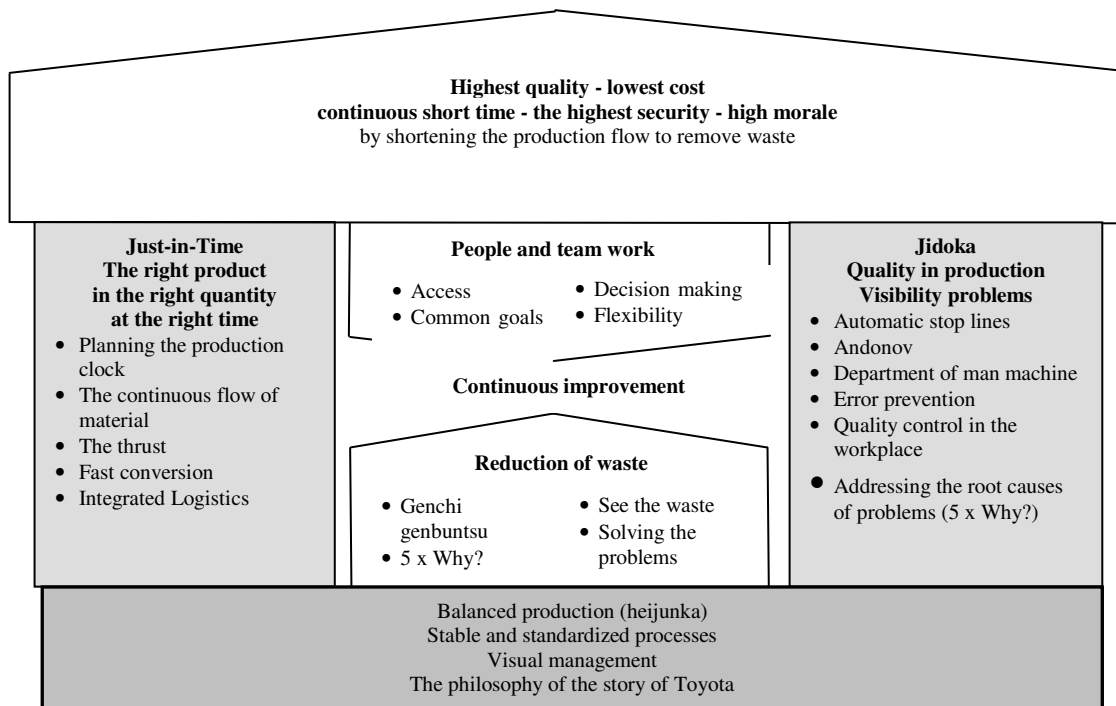 Highest quality - lowest cost
continuous short time - the highest security - high morale
by shortening the production flow to remove waste
Just-in-Time
The right product
in the right quantity
at the right time
• Planning the production
clock
• The continuous flow of
material
• The thrust
• Fast conversion
• Integrated Logistics
People and team work
• Access
• Common goals
• Decision making
• Flexibility
Continuous improvement
Reduction of waste
• Genchi
genbuntsu
• 5 x Why?
• See the waste
• Solving the
problems
Jidoka
Quality in production
Visibility problems
• Automatic stop lines
• Andonov
• Department of man machine
• Error prevention
• Quality control in the
workplace
• Addressing the root causes
of problems (5 x Why?)
Balanced production (heijunka)
Stable and standardized processes
Visual management
The philosophy of the story of Toyota